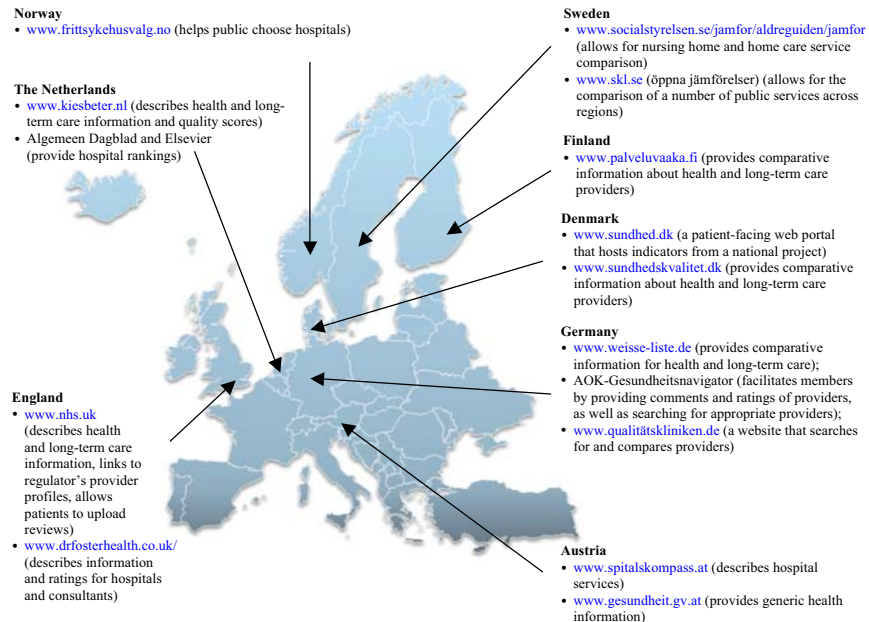 Norway
• www.frittsykehusvalg.no (helps public choose hospitals)
The Netherlands
• www.kiesbeter.nl (describes health and long-
term care information and quality scores)
• Algemeen Dagblad and Elsevier
(provide hospital rankings)
England
• www.nhs.uk
(describes health
and long-term care
information, links to
regulator's provider
profiles, allows
patients to upload
reviews)
• www.drfosterhealth.co.uk/
(describes information
and ratings for hospitals
and consultants)
Sweden
• www.socialstyrelsen.se/jamfor/aldreguiden/jamfor
(allows for nursing home and home care service
comparison)
• www.skl.se (öppna jämförelser) (allows for the
comparison of a number of public services across
regions)
Finland
• www.palveluvaaka.fi (provides comparative
information about health and long-term care
providers)
Denmark
• www.sundhed.dk (a patient-facing web portal
that hosts indicators from a national project)
• www.sundhedskvalitet.dk (provides comparative
information about health and long-term care
providers)
Germany
• www.weisse-liste.de (provides comparative
information for health and long-term care);
• AOK-Gesundheitsnavigator (facilitates members
by providing comments and ratings of providers,
as well as searching for appropriate providers);
• www.qualitätskliniken.de (a website that searches
for and compares providers)
Austria
• www.spitalskompass.at (describes hospital
services)
• www.gesundheit.gv.at (provides generic health
information)